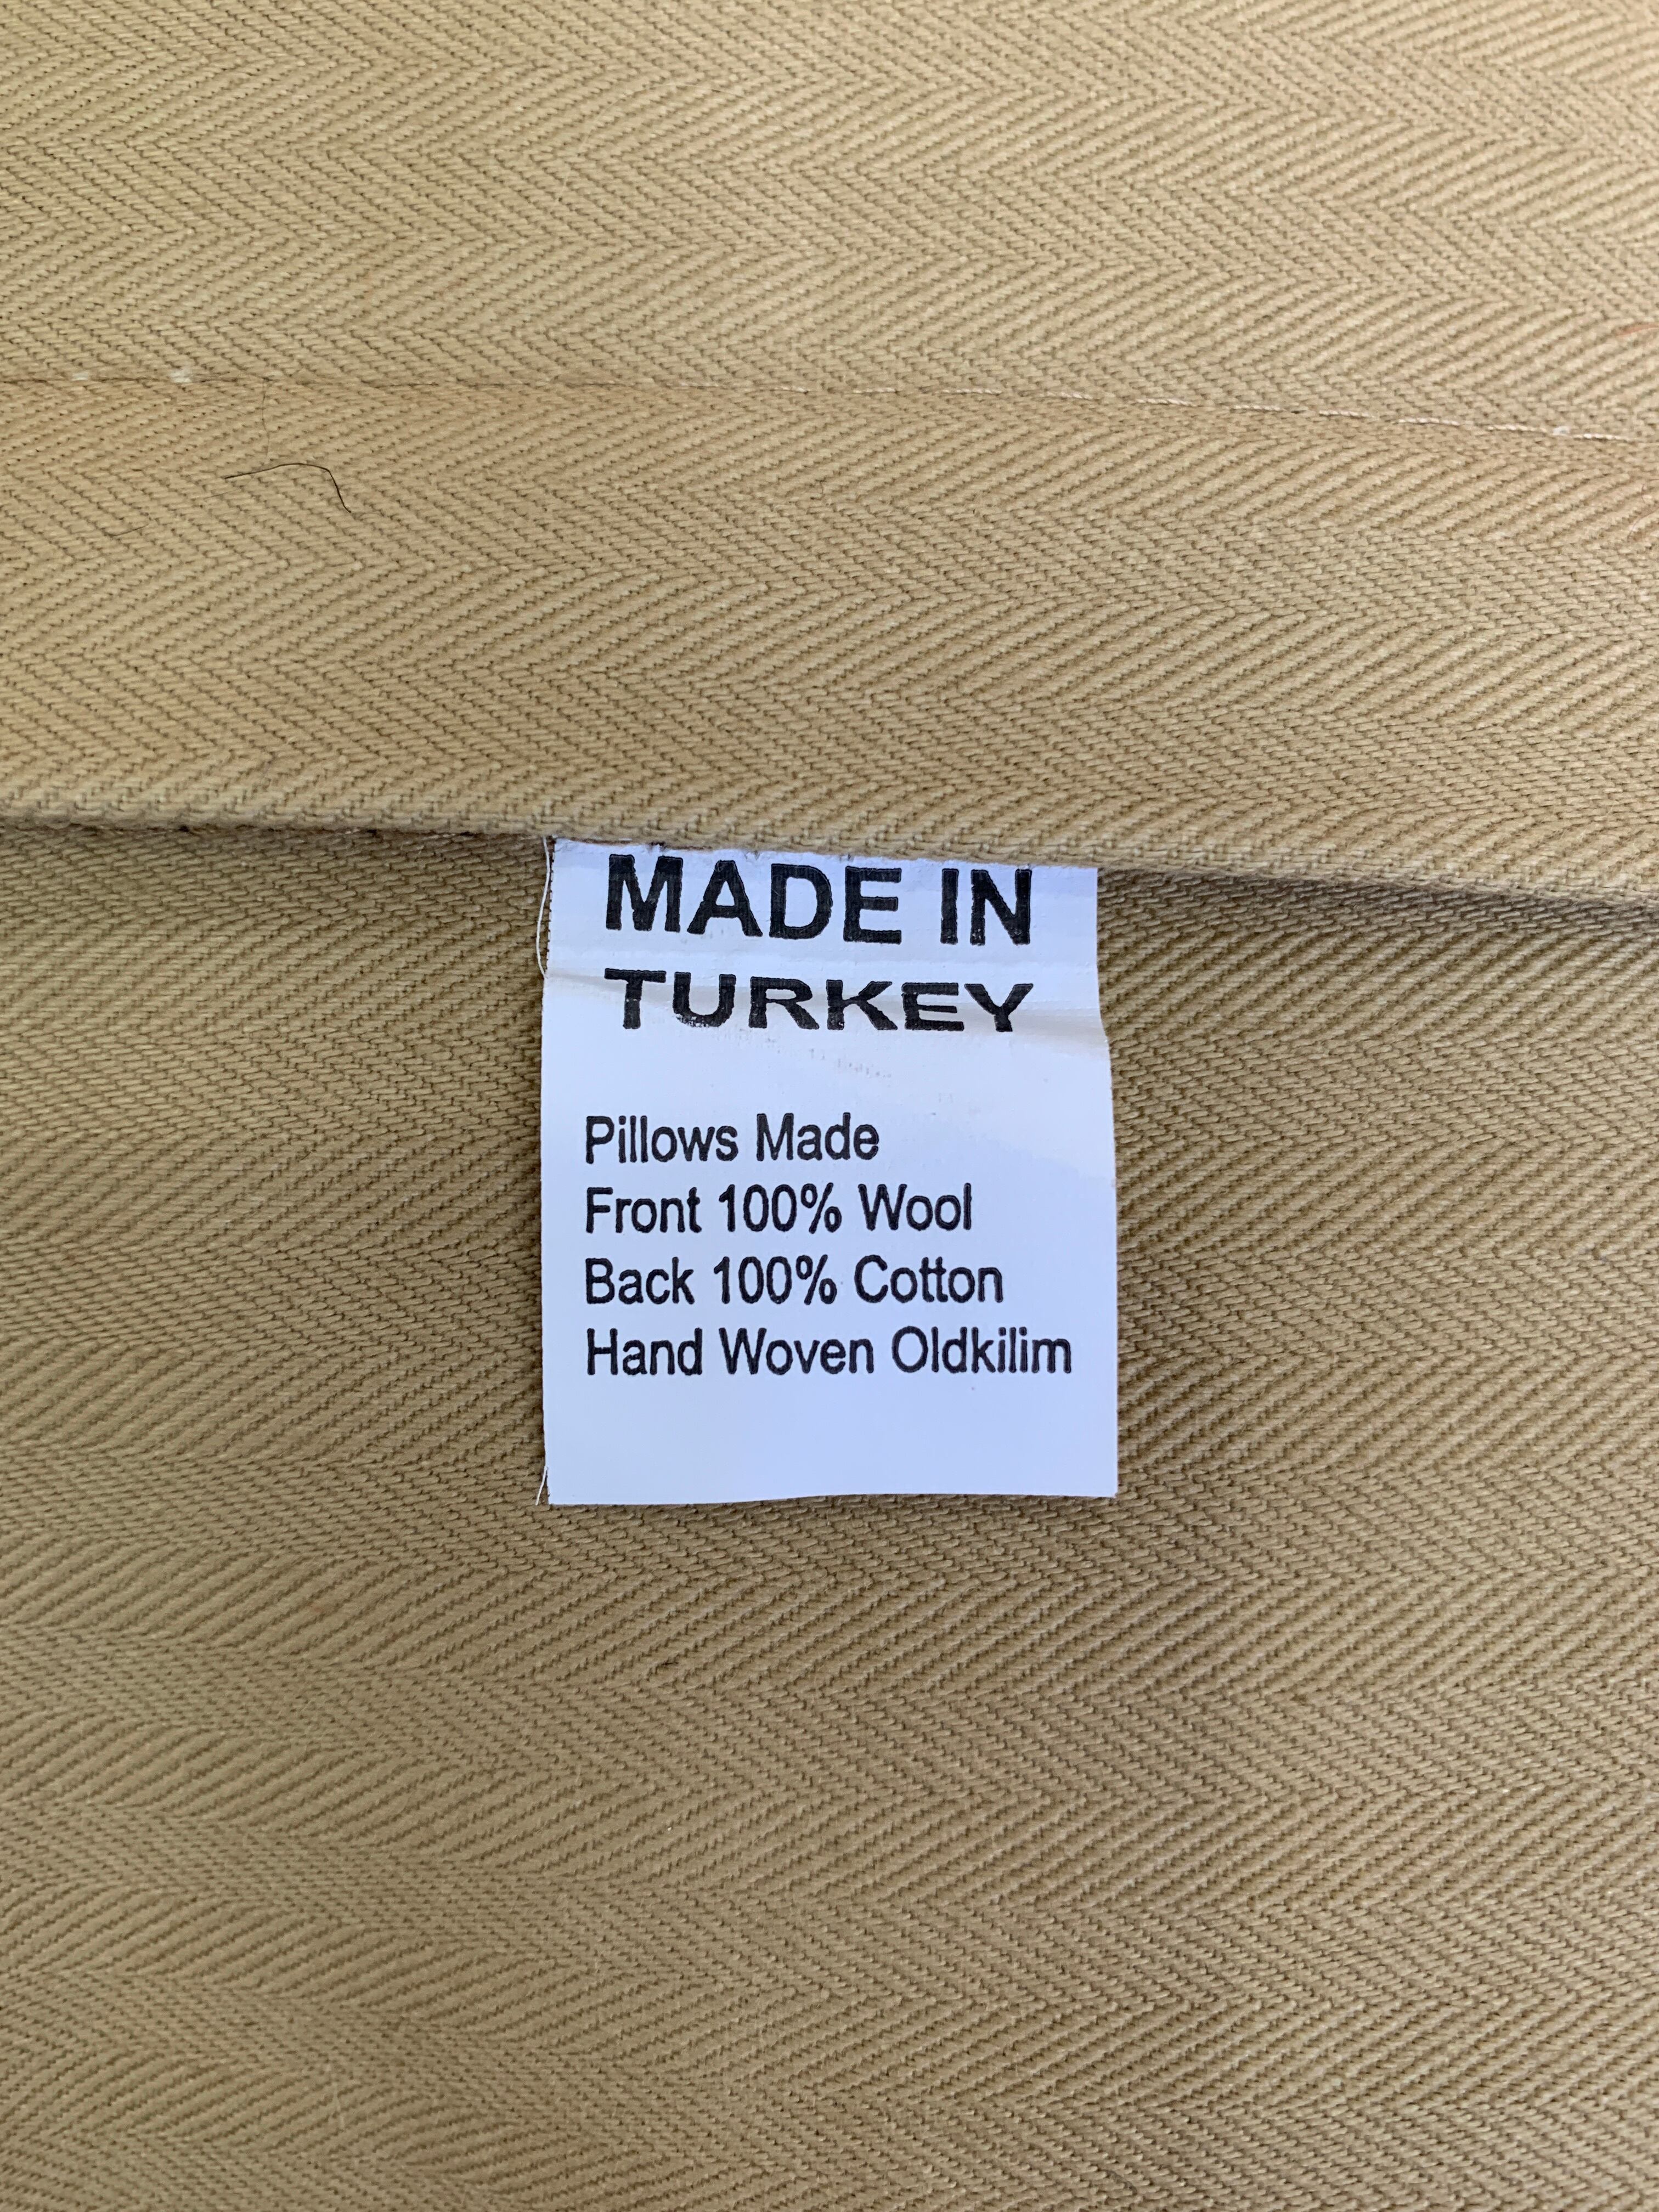 MADE IN
TURKEY
Pillows Made
Front 100% Wool
Back 100% Cotton
Hand Woven Oldkilim